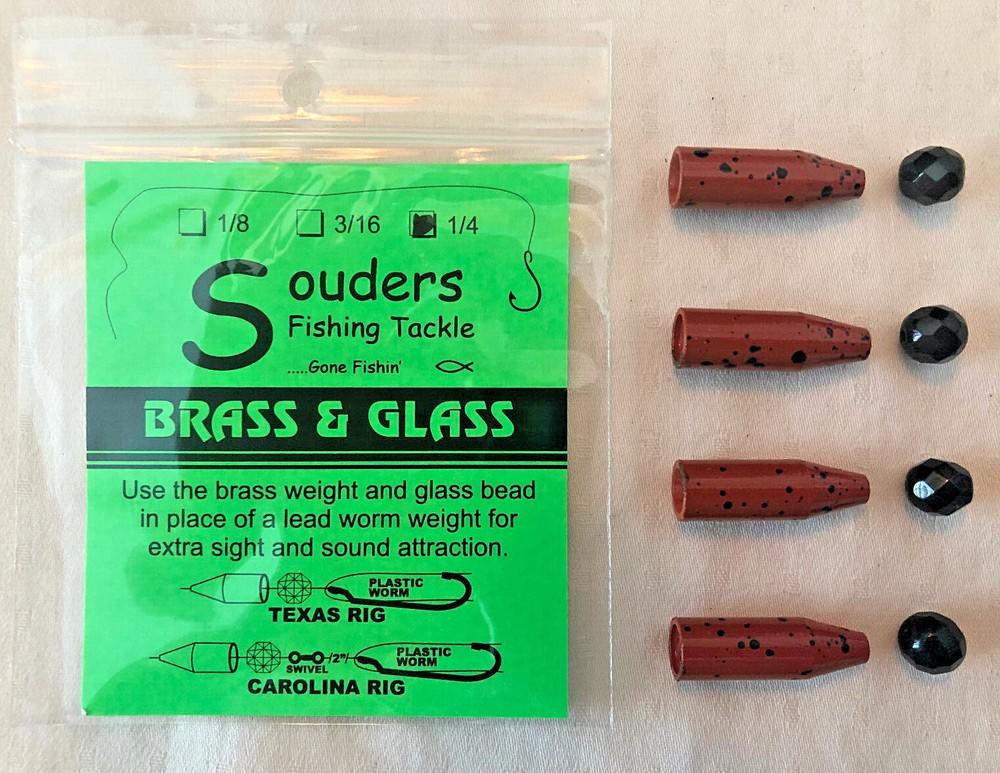 1/8 3/16 1/4
Souders
Fishing Tackle
.....Gone Fishin'
BRASS & GLASS
Use the brass weight and glass bead
in place of a lead worm weight for
extra sight and sound attraction.
PLASTIC
WORM
TEXAS RIG
SWIVEL
/2"/
PLASTIC
WORM
CAROLINA RIG